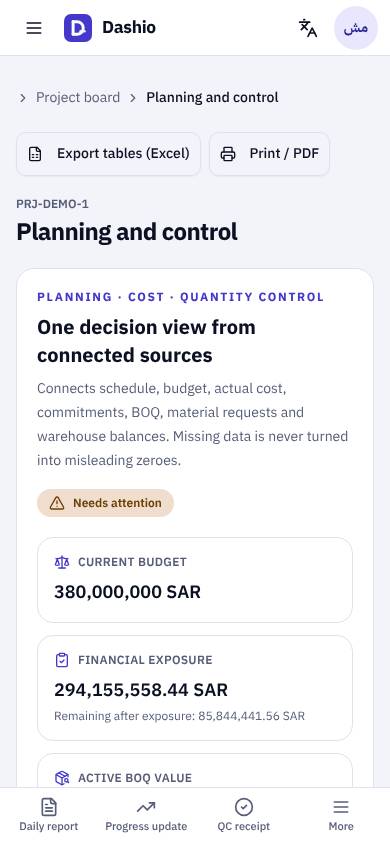 Dashio
مش
Project board
Planning and control
Export tables (Excel)
Print / PDF
PRJ-DEMO-1
Planning and control
PLANNING · COST · QUANTITY CONTROL
One decision view from
connected sources
Connects schedule, budget, actual cost,
commitments, BOQ, material requests and
warehouse balances. Missing data is never turned
into misleading zeroes.
Needs attention
CURRENT BUDGET
380,000,000 SAR
FINANCIAL EXPOSURE
294,155,558.44 SAR
Remaining after exposure: 85,844,441.56 SAR
ACTIVE BOQ VALUE
Daily report
Progress update
QC receipt
More